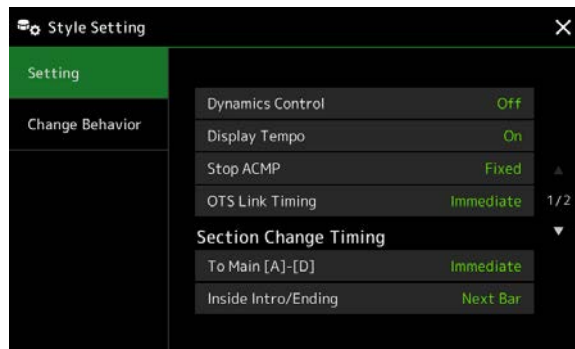 Style Setting
Setting
Change Behavior
Dynamics Control Off
Display Tempo On
Stop ACMP Fixed
OTS Link Timing Immediate
1/2
Section Change Timing
To Main [A]-[D] Immediate
Inside Intro/Ending Next Bar